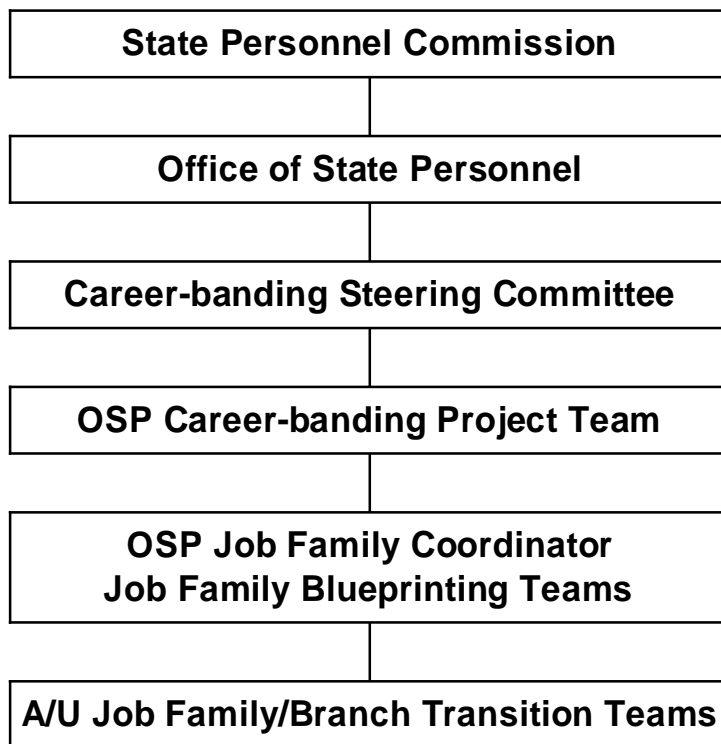 State Personnel Commission
Office of State Personnel
Career-banding Steering Committee
OSP Career-banding Project Team
OSP Job Family Coordinator
Job Family Blueprinting Teams
A/U Job Family/Branch Transition Teams